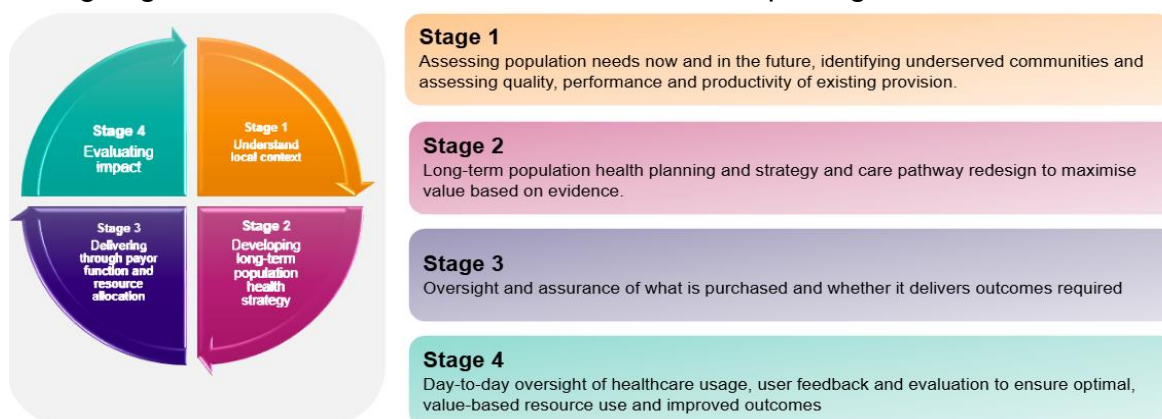 Stage 4
Evaluating
impact
Stage 1
Understand
local context
Stage 3
Delivering
through payor
function and
resource
allocation
Stage 2
Developing
long-term
population
health
strategy
Stage 1
Assessing population needs now and in the future, identifying underserved communities and
assessing quality, performance and productivity of existing provision.
Stage 2
Long-term population health planning and strategy and care pathway redesign to maximise
value based on evidence.
Stage 3
Oversight and assurance of what is purchased and whether it delivers outcomes required
Stage 4
Day-to-day oversight of healthcare usage, user feedback and evaluation to ensure optimal,
value-based resource use and improved outcomes